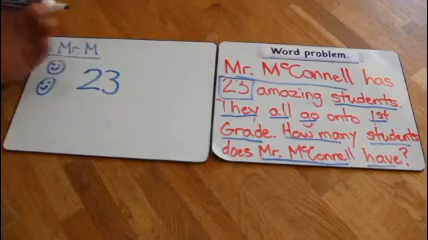 Mr M
23
Word problem.
Mr. McConnell has
23 amazing students.
They all go onto 1st
Grade. How many students
does Mr. McConnell have?